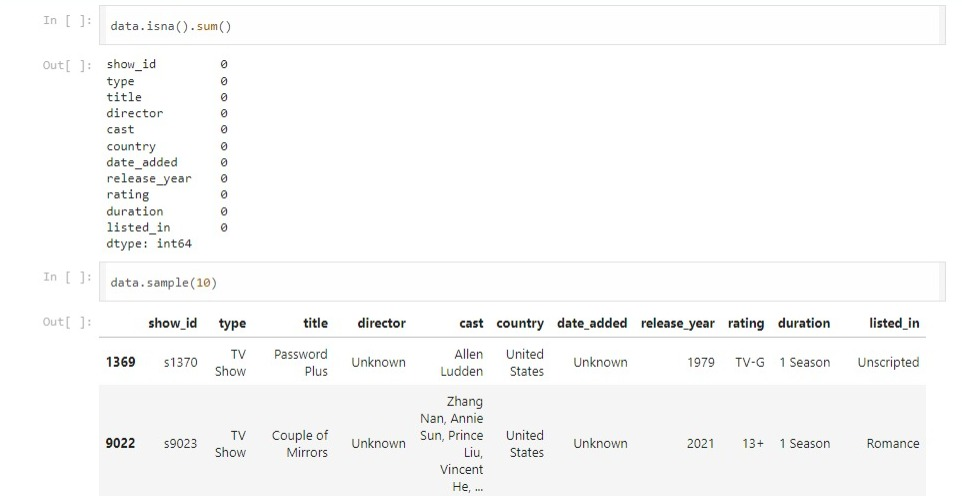 In [ ]: data.isna().sum()
Out[ ]: show_id 0
type 0
title 0
director 0
cast 0
country 0
date_added 0
release_year 0
rating 0
duration 0
listed_in 0
dtype: int64
In [ ]: data.sample(10)
Out[ ]: show_id type title director cast country date_added release_year rating duration listed_in
1369 s1370 TV Show Password Plus Unknown Allen Ludden United States Unknown 1979 TV-G 1 Season Unscripted
9022 s9023 TV Show Couple of Mirrors Unknown Zhang Nan, Annie Sun, Prince Liu, Vincent He, ... United States Unknown 2021 13+ 1 Season Romance